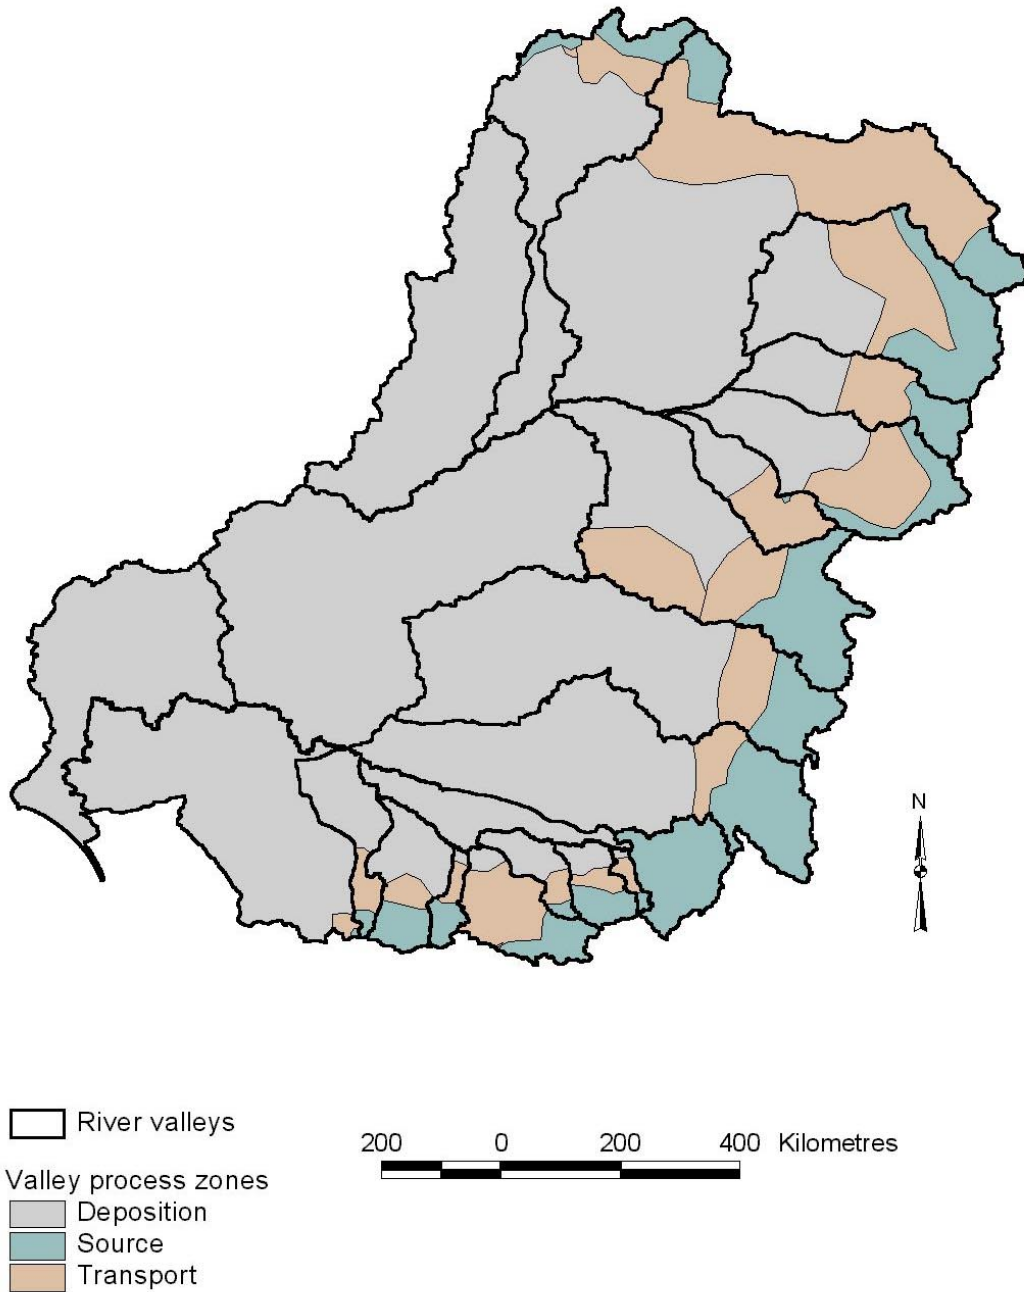 N
River valleys
200 0 200 400 Kilometres
Valley process zones
Deposition
Source
Transport